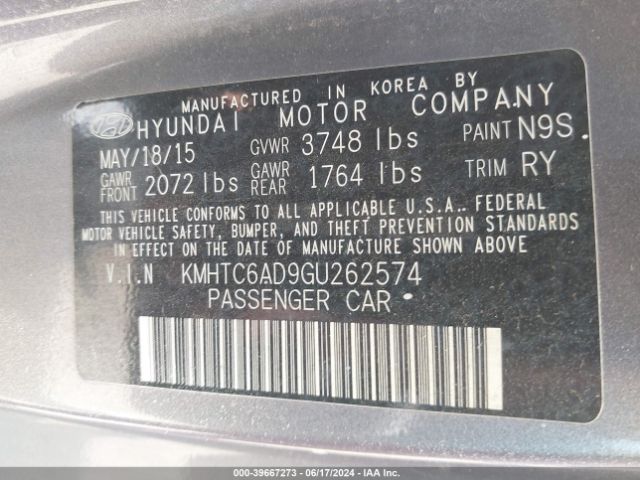 MANUFACTURED IN KOREA BY
HYUNDAI MOTOR COMPANY
MAY/18/15 GVWR 3748 lbs PAINT N9S
GAWR FRONT 2072 lbs GAWR REAR 1764 lbs TRIM RY
THIS VEHICLE CONFORMS TO ALL APPLICABLE U.S.A.. FEDERAL
MOTOR VEHICLE SAFETY, BUMPER, AND THEFT PREVENTION STANDARDS
IN EFFECT ON THE DATE OF MANUFACTURE SHOWN ABOVE
V.I.N KMHTC6AD9GU262574
PASSENGER CAR
000-39667273 - 06/17/2024 - IAAI.COM